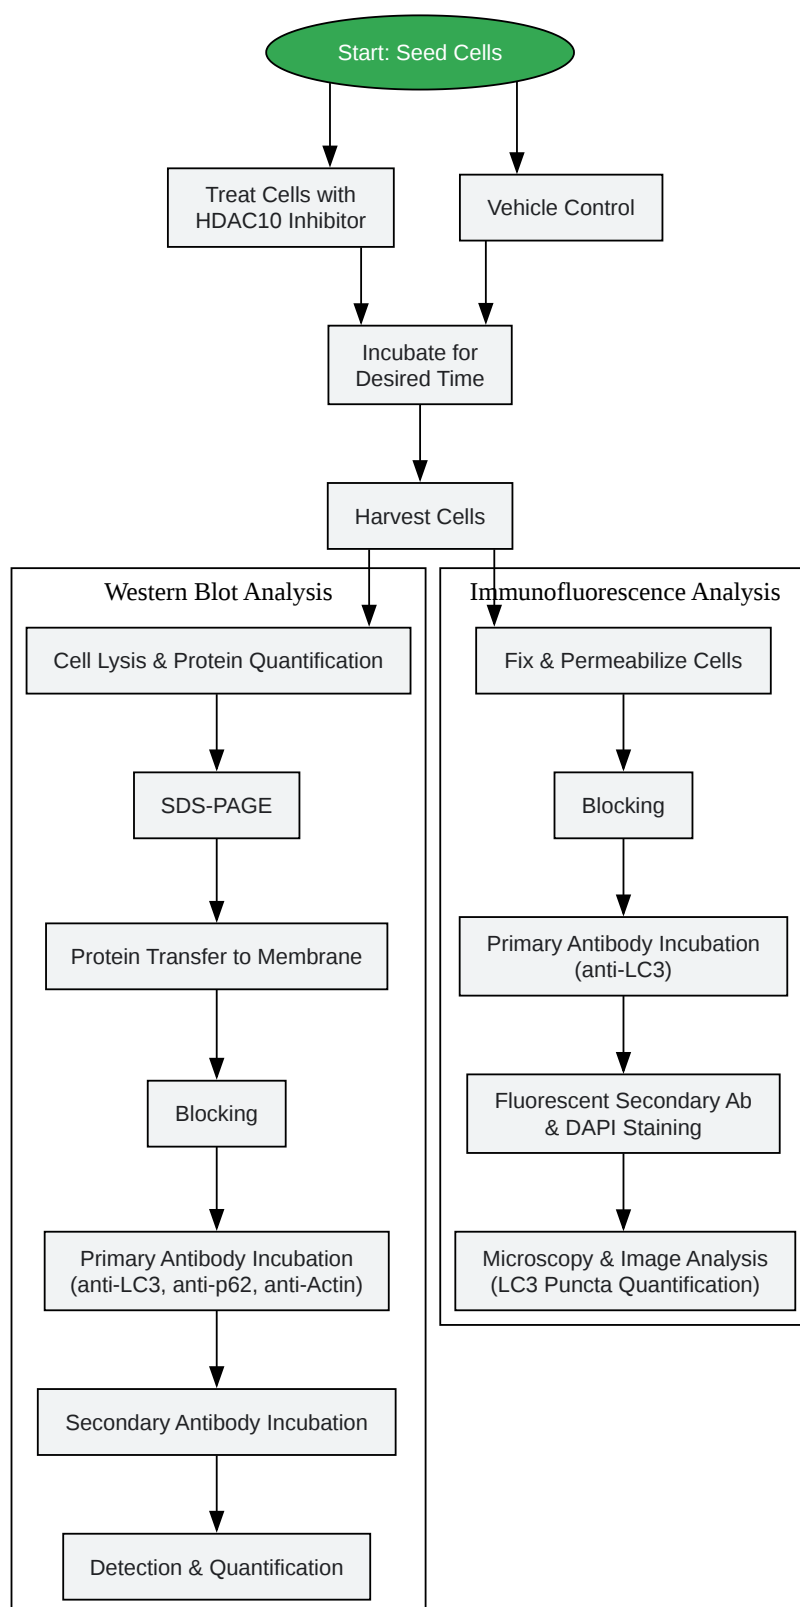 Start: Seed Cells
Treat Cells with
HDAC10 Inhibitor
Vehicle Control
Incubate for
Desired Time
Harvest Cells
Western Blot Analysis
Cell Lysis & Protein Quantification
SDS-PAGE
Protein Transfer to Membrane
Blocking
Primary Antibody Incubation
(anti-LC3, anti-p62, anti-Actin)
Secondary Antibody Incubation
Detection & Quantification
Immunofluorescence Analysis
Fix & Permeabilize Cells
Blocking
Primary Antibody Incubation
(anti-LC3)
Fluorescent Secondary Ab
& DAPI Staining
Microscopy & Image Analysis
(LC3 Puncta Quantification)